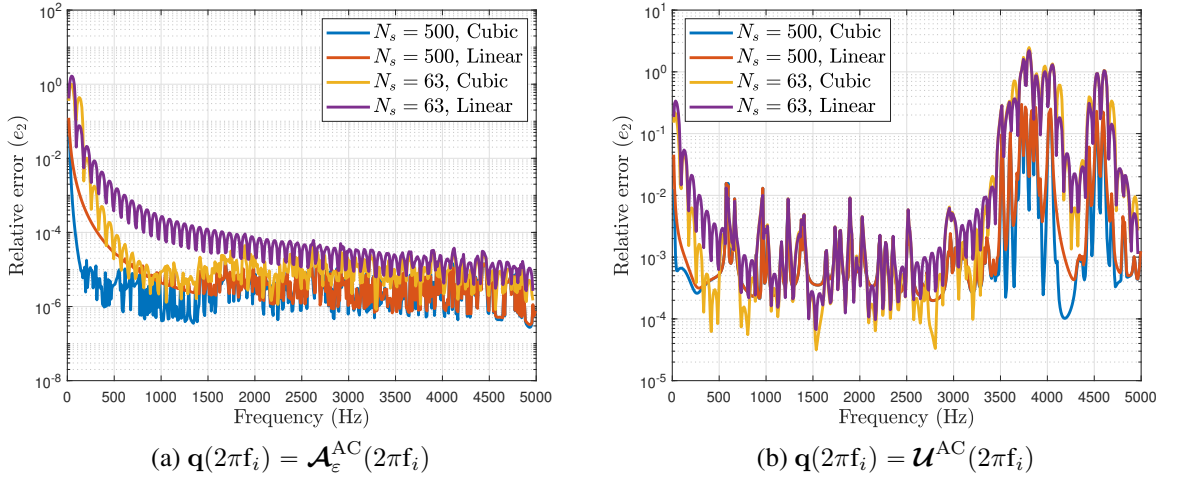 10^2
10^0
10^-2
10^-4
10^-6
10^-8
Relative error (e_2)
N_s = 500, Cubic
N_s = 500, Linear
N_s = 63, Cubic
N_s = 63, Linear
0 500 1000 1500 2000 2500 3000 3500 4000 4500 5000
Frequency (Hz)
(a) q(2πf_i) = 𝓐_ε^AC(2πf_i)
10^1
10^0
10^-1
10^-2
10^-3
10^-4
10^-5
Relative error (e_2)
N_s = 500, Cubic
N_s = 500, Linear
N_s = 63, Cubic
N_s = 63, Linear
0 500 1000 1500 2000 2500 3000 3500 4000 4500 5000
Frequency (Hz)
(b) q(2πf_i) = 𝓤^AC(2πf_i)